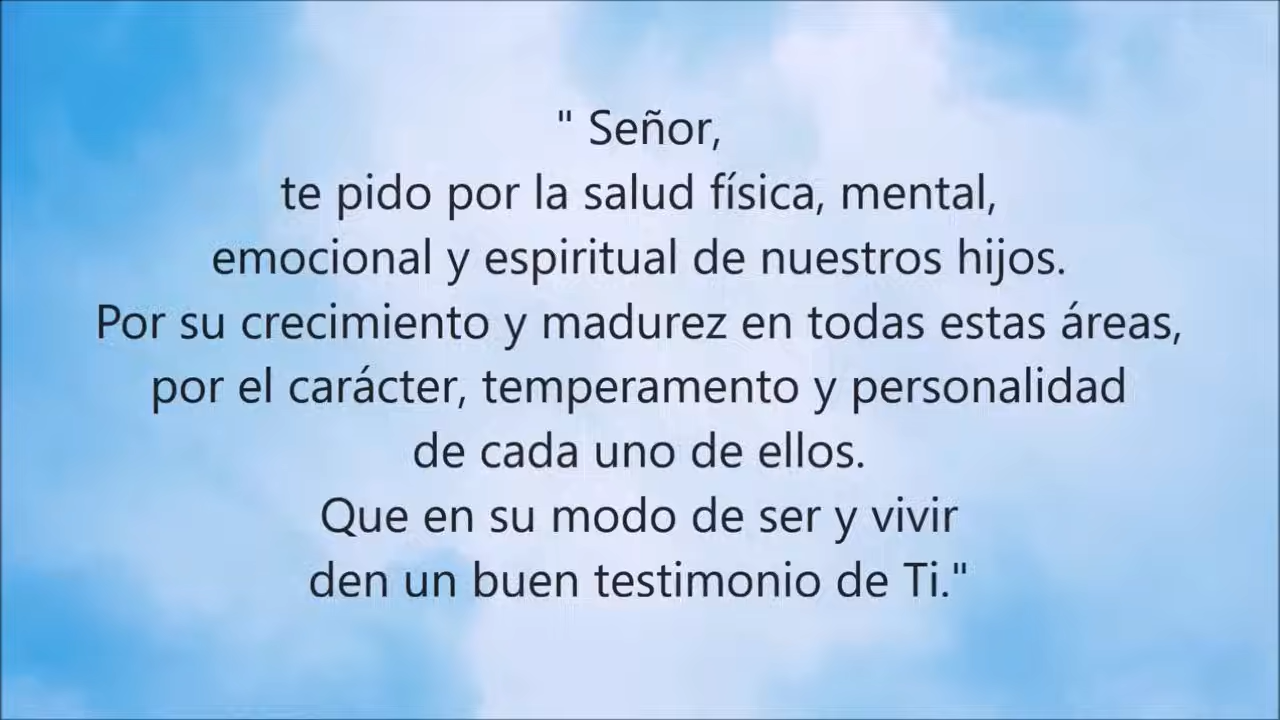 " Señor,
te pido por la salud física, mental,
emocional y espiritual de nuestros hijos.
Por su crecimiento y madurez en todas estas áreas,
por el carácter, temperamento y personalidad
de cada uno de ellos.
Que en su modo de ser y vivir
den un buen testimonio de Ti."